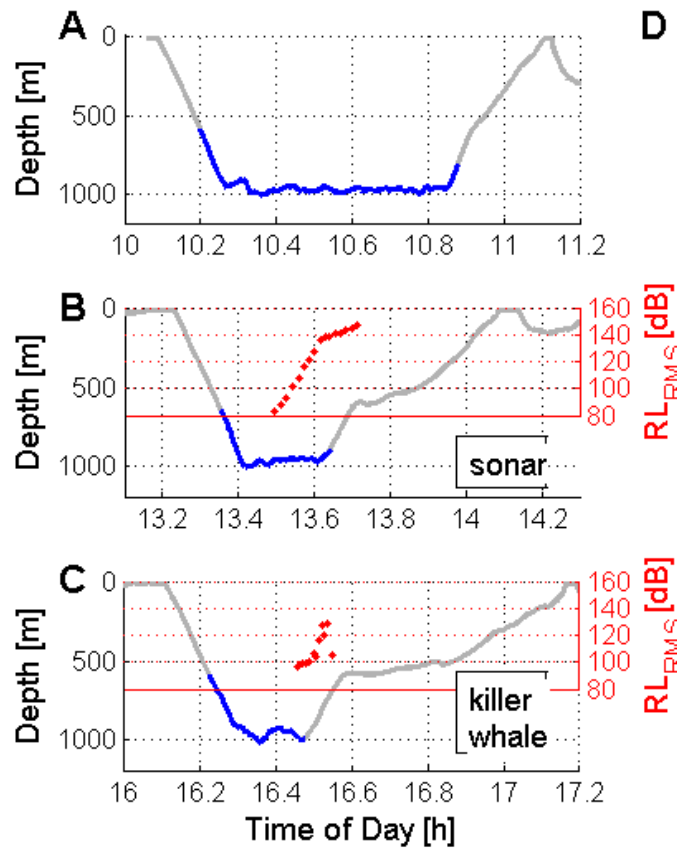 A
D
Depth [m]
0
500
1000
10 10.2 10.4 10.6 10.8 11 11.2
B
Depth [m]
0
500
1000
160
140
120
100
80
RL_RMS [dB]
sonar
13.2 13.4 13.6 13.8 14 14.2
C
Depth [m]
0
500
1000
160
140
120
100
80
RL_RMS [dB]
killer
whale
16 16.2 16.4 16.6 16.8 17 17.2
Time of Day [h]